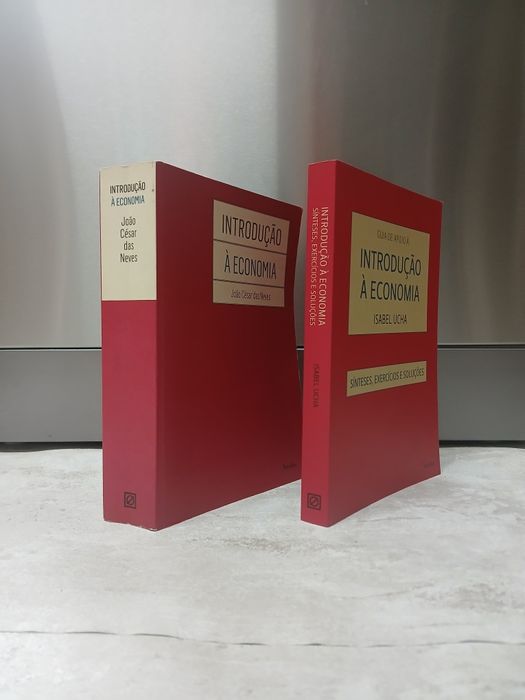 INTRODUÇÃO
À ECONOMIA
João
César
das
Neves
INTRODUÇÃO
À ECONOMIA
João César das Neves
INTRODUÇÃO À ECONOMIA
SÍNTESES, EXERCÍCIOS E SOLUÇÕES
ISABEL UCHA
GUIA DE APOIO À
INTRODUÇÃO
À ECONOMIA
ISABEL UCHA
SÍNTESES, EXERCÍCIOS E SOLUÇÕES